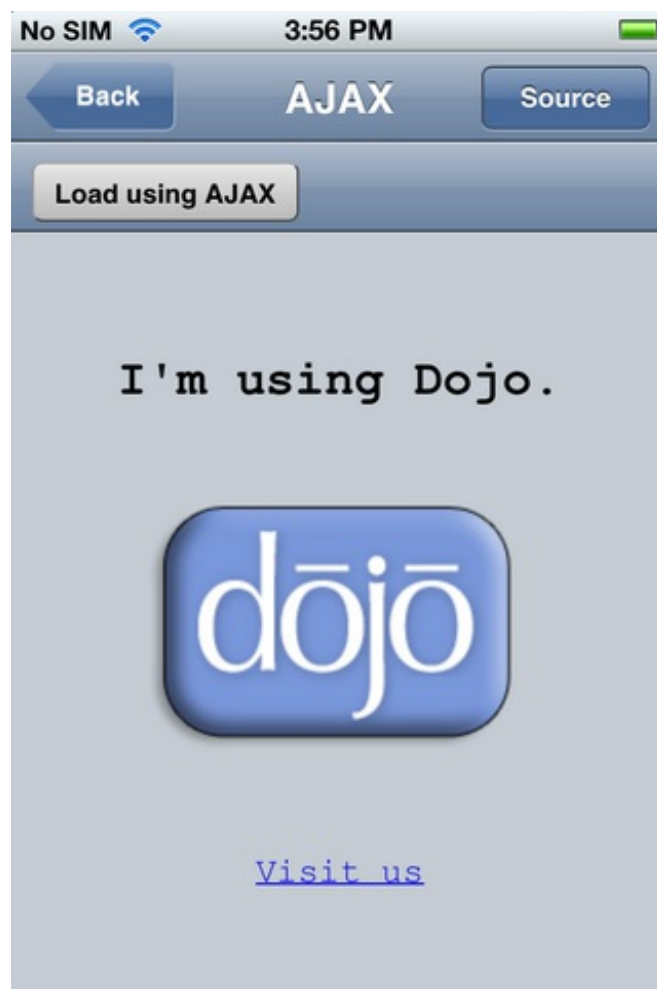 No SIM 3:56 PM
Back AJAX Source
Load using AJAX
I'm using Dojo.
dōjō
Visit us